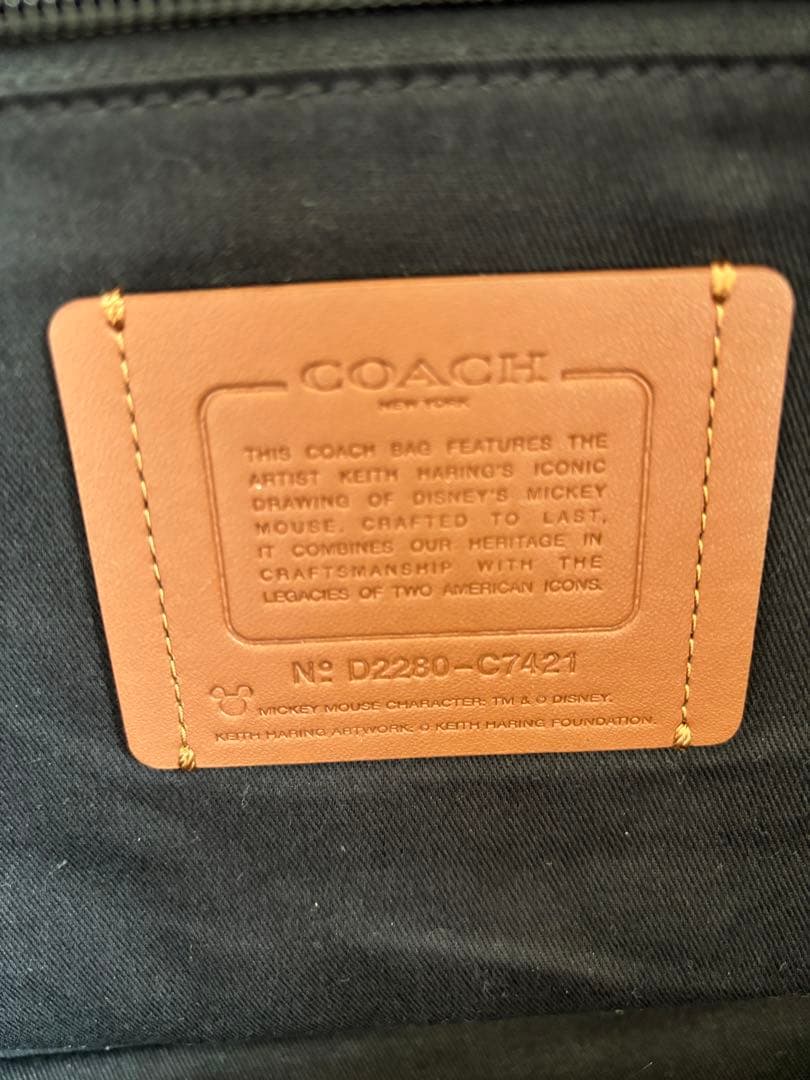 COACH
NEW YORK
THIS COACH BAG FEATURES THE
ARTIST KEITH HARING'S ICONIC
DRAWING OF DISNEY'S MICKEY
MOUSE. CRAFTED TO LAST,
IT COMBINES OUR HERITAGE IN
CRAFTSMANSHIP WITH THE
LEGACIES OF TWO AMERICAN ICONS.
Nº D2280-C7421
MICKEY MOUSE CHARACTER: TM & © DISNEY.
KEITH HARING ARTWORK: © KEITH HARING FOUNDATION.